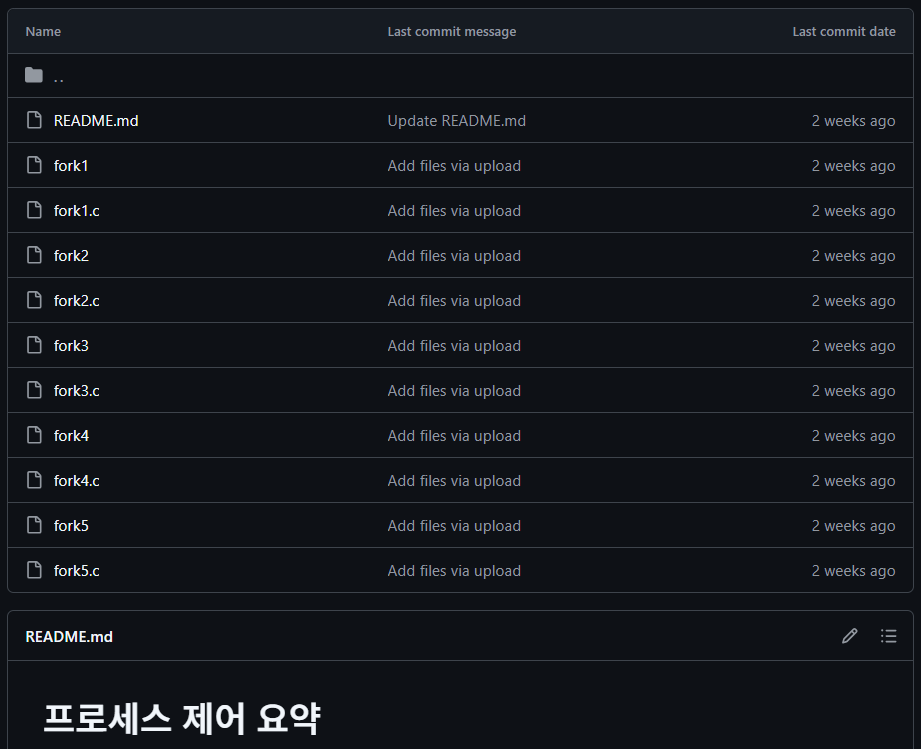 Name Last commit message Last commit date
..
README.md Update README.md 2 weeks ago
fork1 Add files via upload 2 weeks ago
fork1.c Add files via upload 2 weeks ago
fork2 Add files via upload 2 weeks ago
fork2.c Add files via upload 2 weeks ago
fork3 Add files via upload 2 weeks ago
fork3.c Add files via upload 2 weeks ago
fork4 Add files via upload 2 weeks ago
fork4.c Add files via upload 2 weeks ago
fork5 Add files via upload 2 weeks ago
fork5.c Add files via upload 2 weeks ago
README.md
프로세스 제어 요약